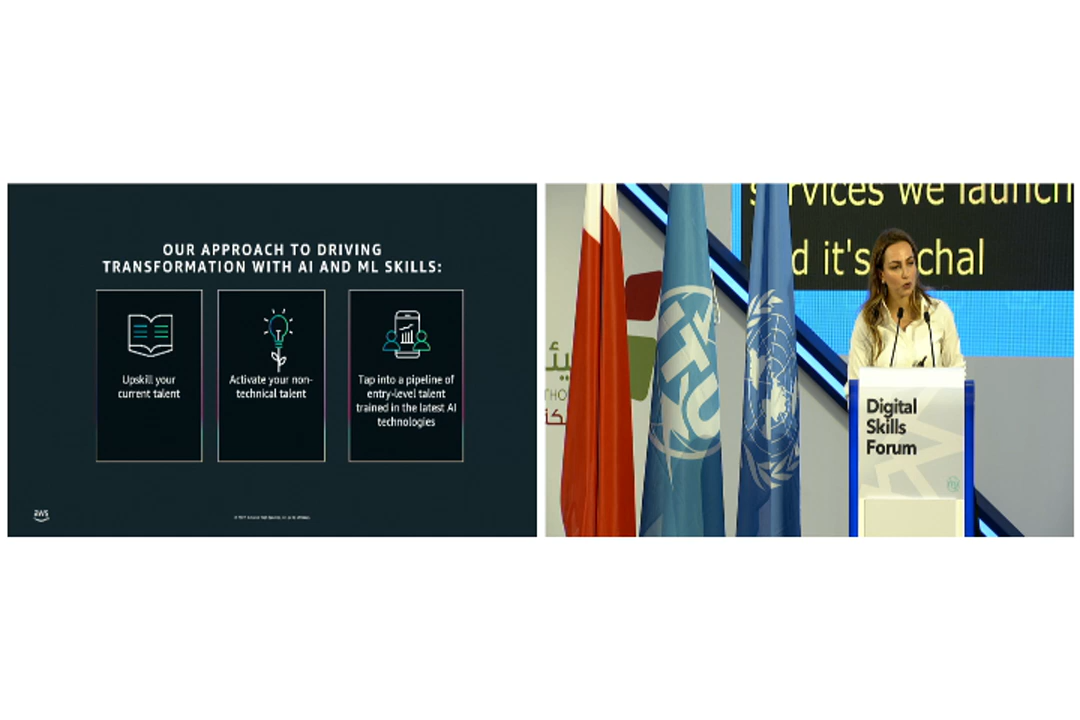 OUR APPROACH TO DRIVING
TRANSFORMATION WITH AI AND ML SKILLS:
Upskill your
current talent
Activate your non-
technical talent
Tap into a pipeline of
entry-level talent
trained in the latest AI
technologies
aws
services we launch
it's
chal
ITU
Digital
Skills
Forum